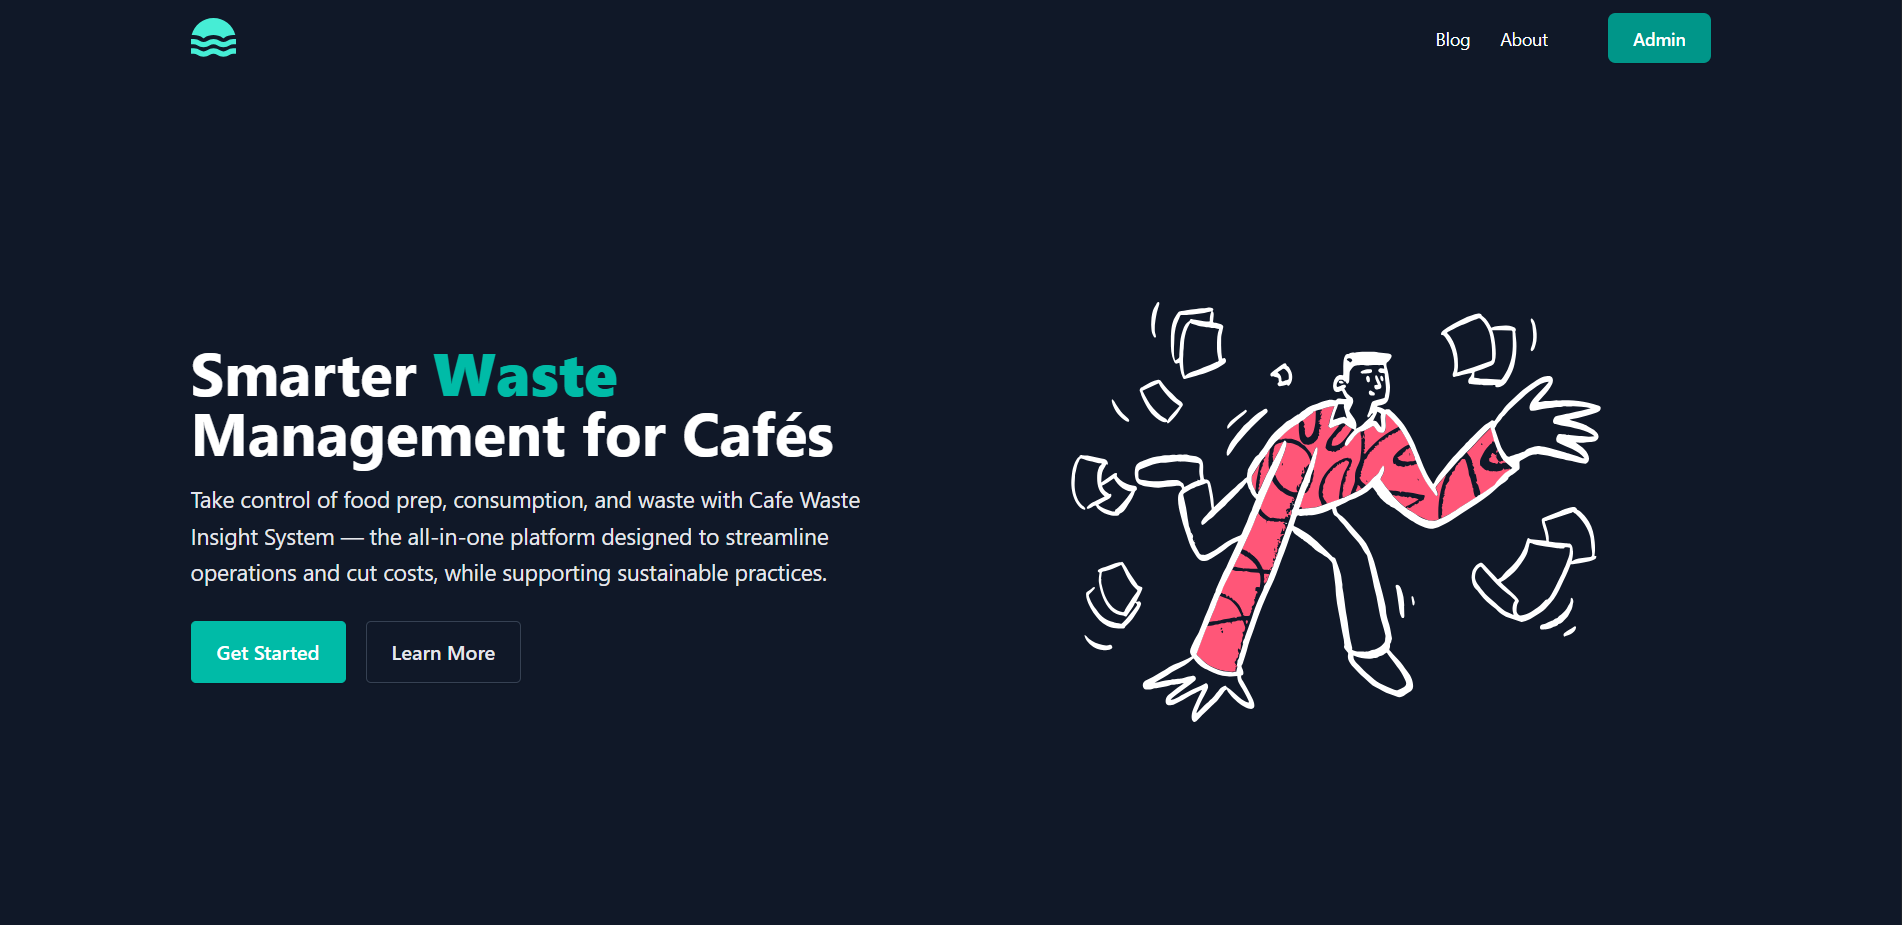 Blog About Admin
Smarter Waste
Management for Cafés
Take control of food prep, consumption, and waste with Cafe Waste
Insight System — the all-in-one platform designed to streamline
operations and cut costs, while supporting sustainable practices.
Get Started Learn More